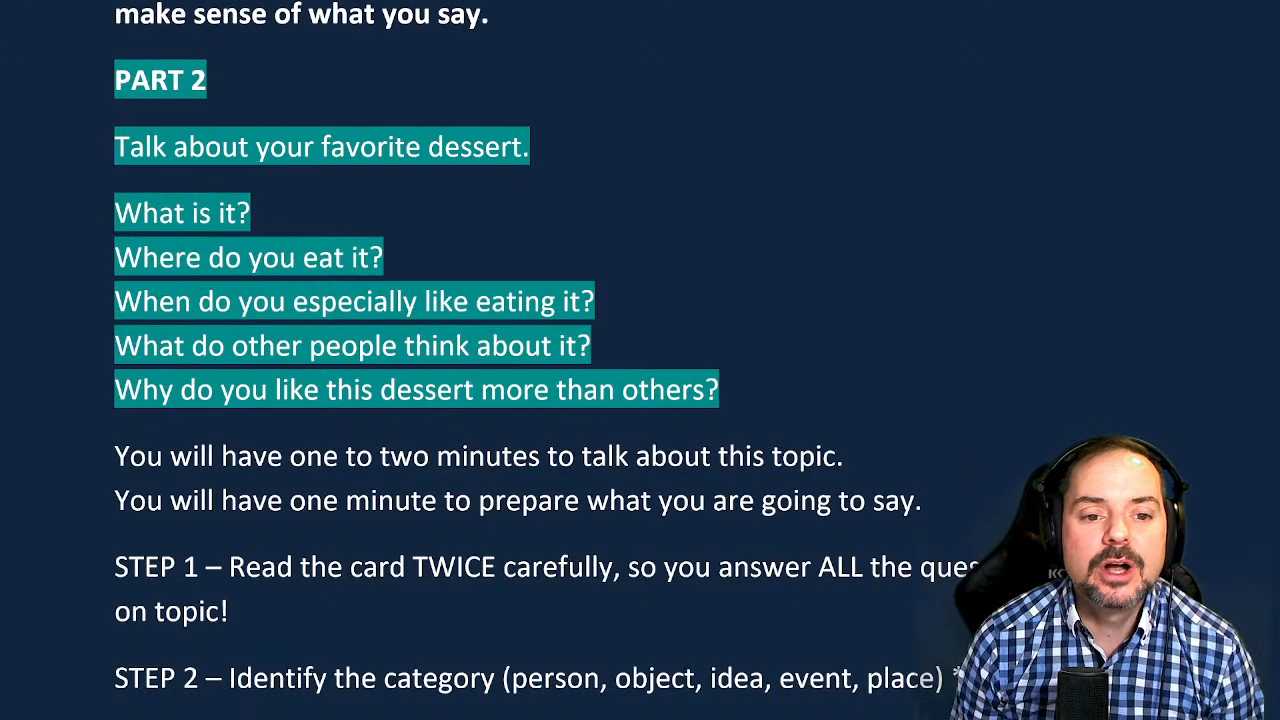 make sense of what you say.
PART 2
Talk about your favorite dessert.
What is it?
Where do you eat it?
When do you especially like eating it?
What do other people think about it?
Why do you like this dessert more than others?
You will have one to two minutes to talk about this topic.
You will have one minute to prepare what you are going to say.
STEP 1 – Read the card TWICE carefully, so you answer ALL the
on topic!
STEP 2 – Identify the category (person, object, idea, event, place)